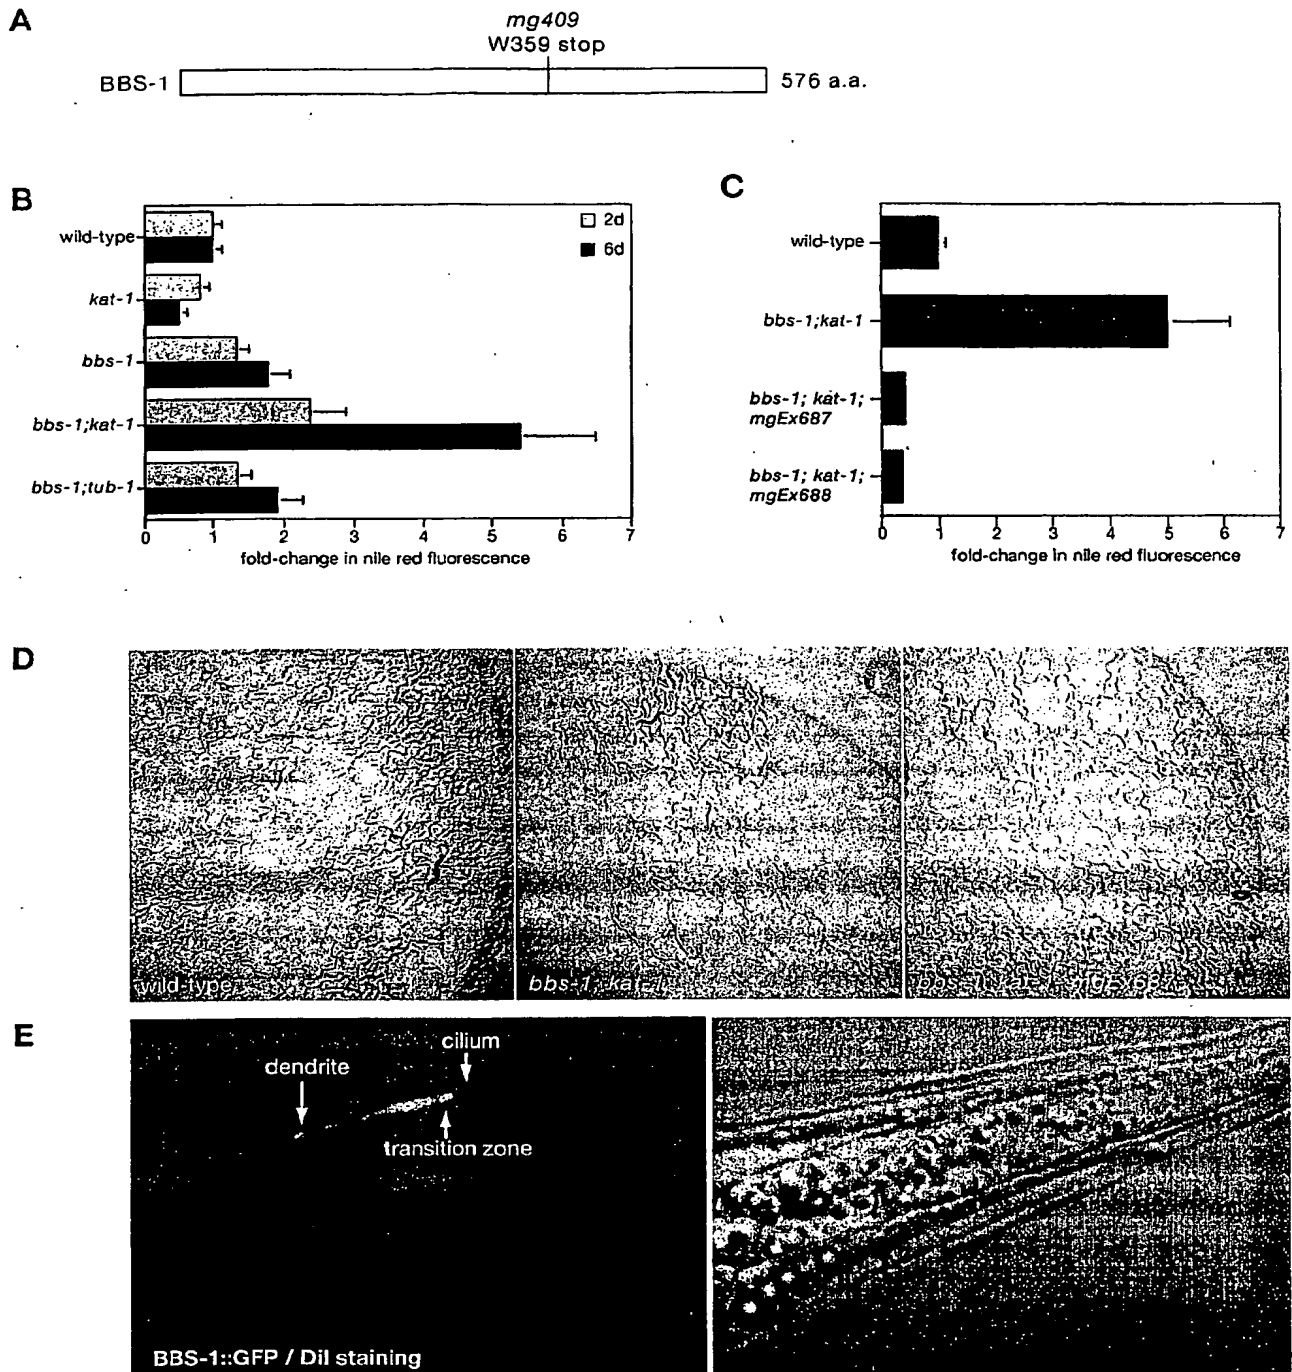 A
mg409
W359 stop
BBS-1
576 a.a.
B
wild-type
kat-1
bbs-1
bbs-1;kat-1
bbs-1;tub-1
2d
6d
0 1 2 3 4 5 6 7
fold-change in nile red fluorescence
C
wild-type
bbs-1;kat-1
bbs-1; kat-1;
mgEx687
bbs-1; kat-1;
mgEx688
0 1 2 3 4 5 6 7
fold-change in nile red fluorescence
D
wild-type
bbs-1; kat-1
E
dendrite
cilium
transition zone
BBS-1::GFP / DiI staining